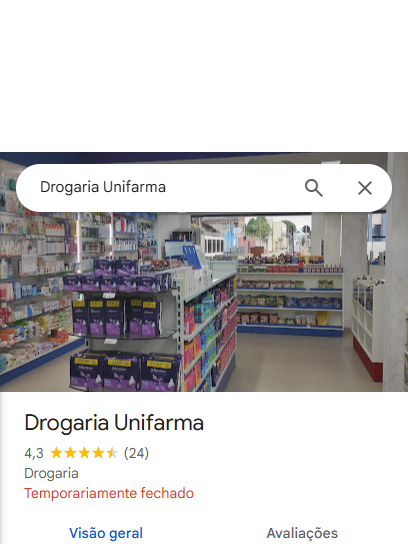 Drogaria Unifarma
Drogaria Unifarma
4,3 (24)
Drogaria
Temporariamente fechado
Visão geral
Avaliações